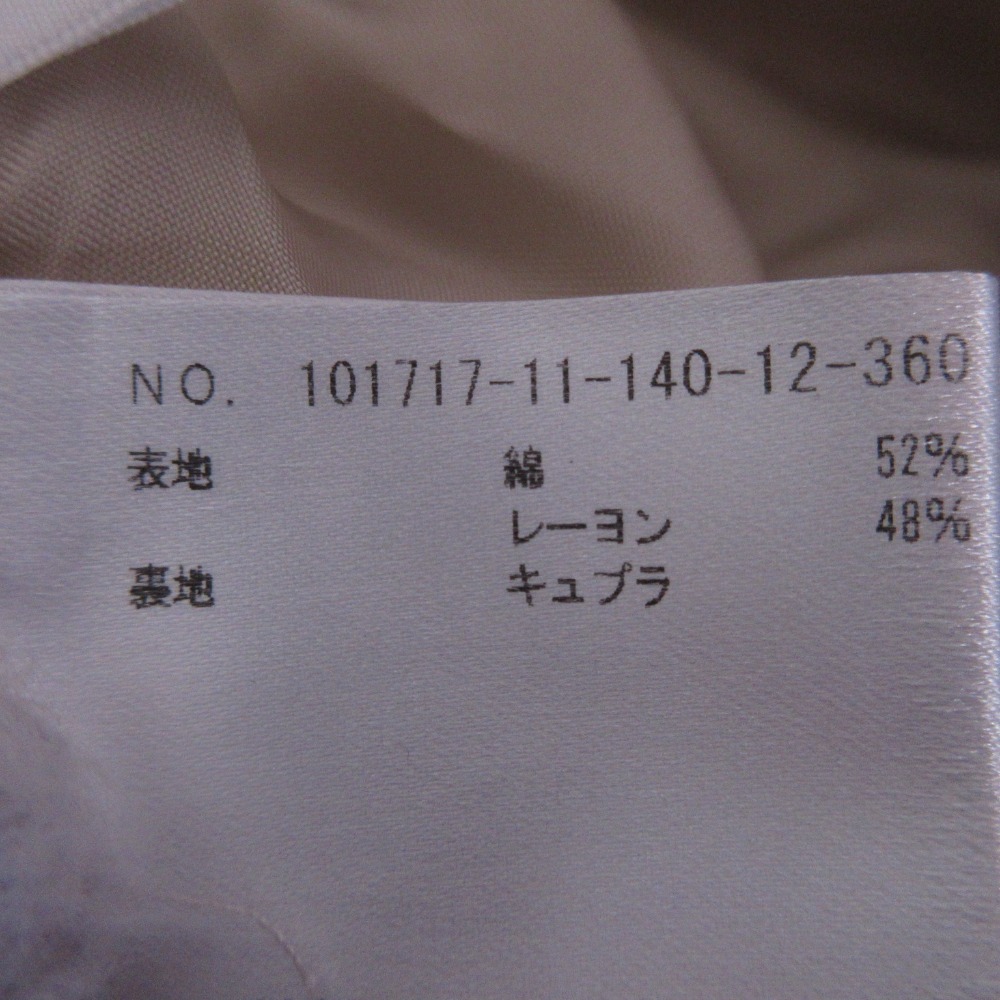 NO. 101717-11-140-12-360
表地 綿 52%
レーヨン 48%
裏地 キュプラ